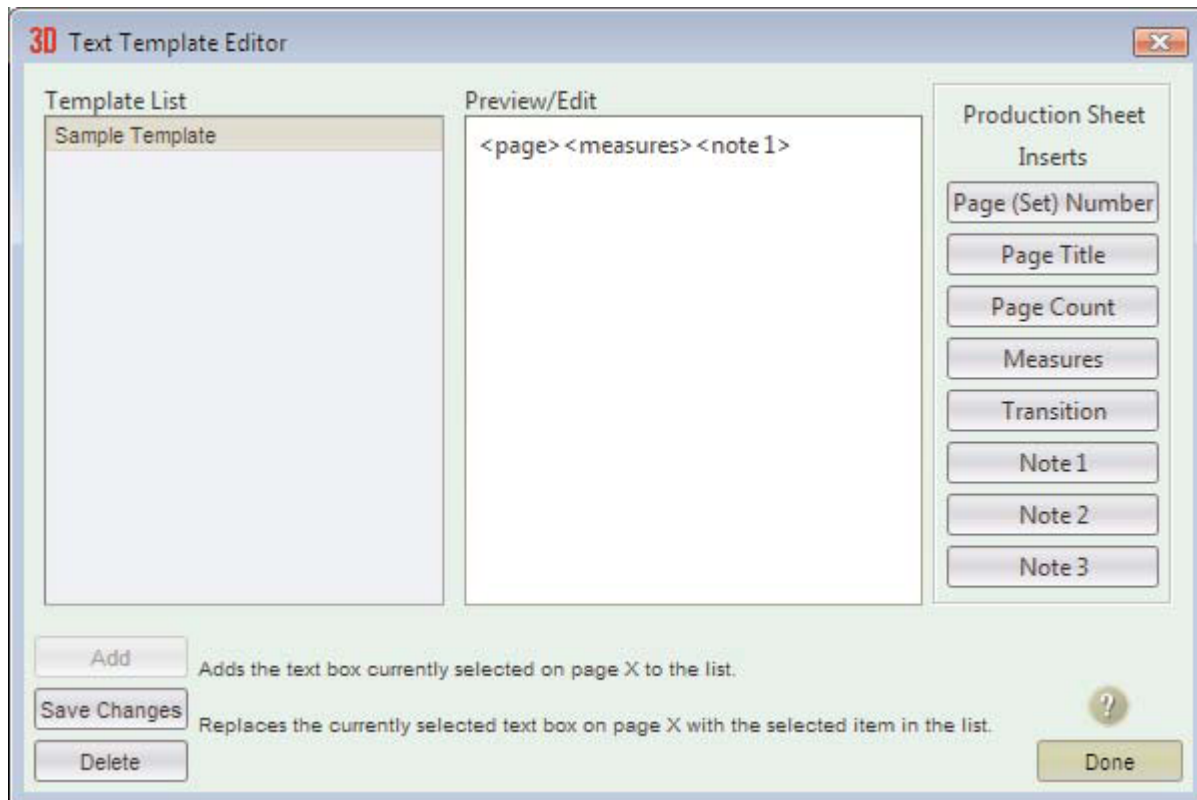 3D Text Template Editor
Template List
Sample Template
Preview/Edit
<page><measures><note 1>
Production Sheet
Inserts
Page (Set) Number
Page Title
Page Count
Measures
Transition
Note 1
Note 2
Note 3
Add
Adds the text box currently selected on page X to the list.
Save Changes
Replaces the currently selected text box on page X with the selected item in the list.
Delete
?
Done